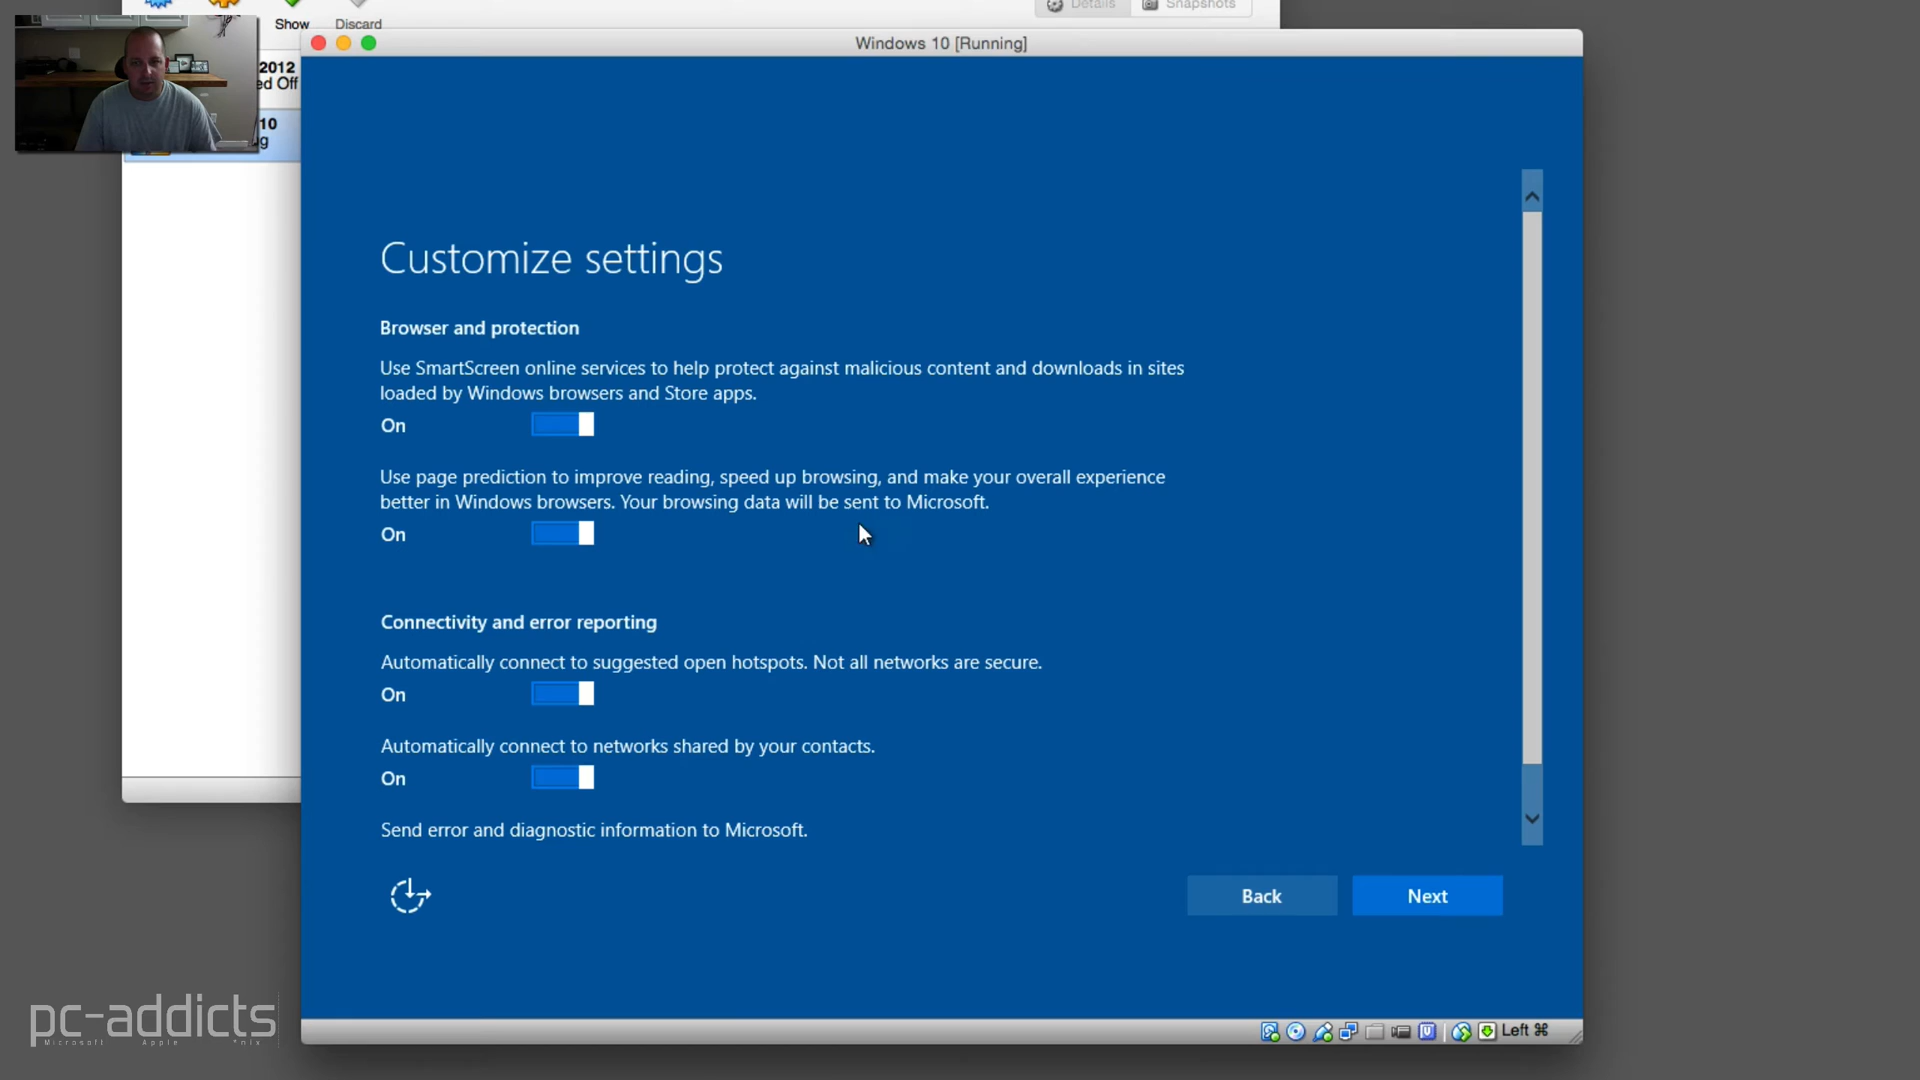 Show
Discard
Details
Snapshots
Windows 10 [Running]
2012
ed Off
10
g
Customize settings
Browser and protection
Use SmartScreen online services to help protect against malicious content and downloads in sites
loaded by Windows browsers and Store apps.
On
Use page prediction to improve reading, speed up browsing, and make your overall experience
better in Windows browsers. Your browsing data will be sent to Microsoft.
On
Connectivity and error reporting
Automatically connect to suggested open hotspots. Not all networks are secure.
On
Automatically connect to networks shared by your contacts.
On
Send error and diagnostic information to Microsoft.
Back
Next
pc-addicts
Microsoft Apple *nix
Left ⌘